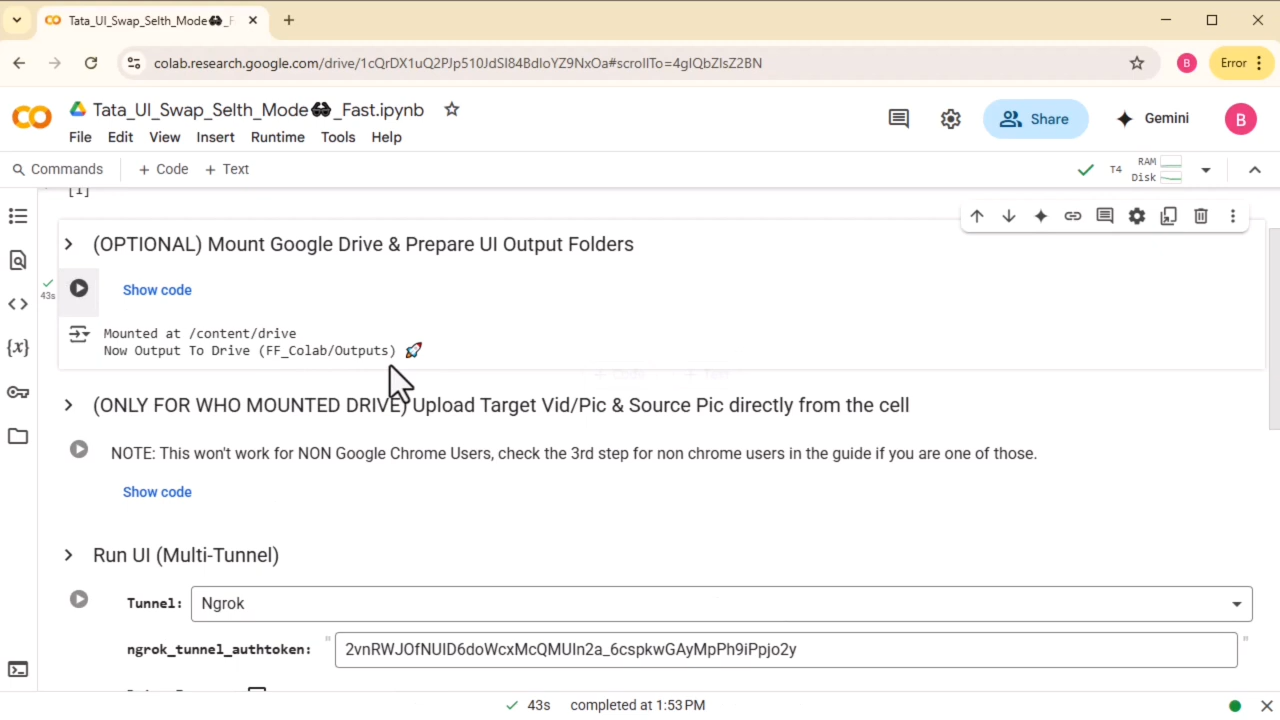 Tata_UI_Swap_Selth_Mode🕶_F
colab.research.google.com/drive/1cQrDX1uQ2PJp510JdSl84BdIoYZ9NxOa#scrollTo=4gIQbZIsZ2BN
B
Error
CO
Tata_UI_Swap_Selth_Mode🕶_Fast.ipynb
Share
Gemini
B
File Edit View Insert Runtime Tools Help
Commands + Code + Text
T4 RAM
Disk
[1]
(OPTIONAL) Mount Google Drive & Prepare UI Output Folders
43s
Show code
Mounted at /content/drive
Now Output To Drive (FF_Colab/Outputs) 🚀
(ONLY FOR WHO MOUNTED DRIVE) Upload Target Vid/Pic & Source Pic directly from the cell
NOTE: This won't work for NON Google Chrome Users, check the 3rd step for non chrome users in the guide if you are one of those.
Show code
Run UI (Multi-Tunnel)
Tunnel: Ngrok
ngrok_tunnel_authtoken: " 2vnRWJOfNUID6doWcxMcQMUIn2a_6cspkwGAyMpPh9iPpjo2y "
43s completed at 1:53 PM